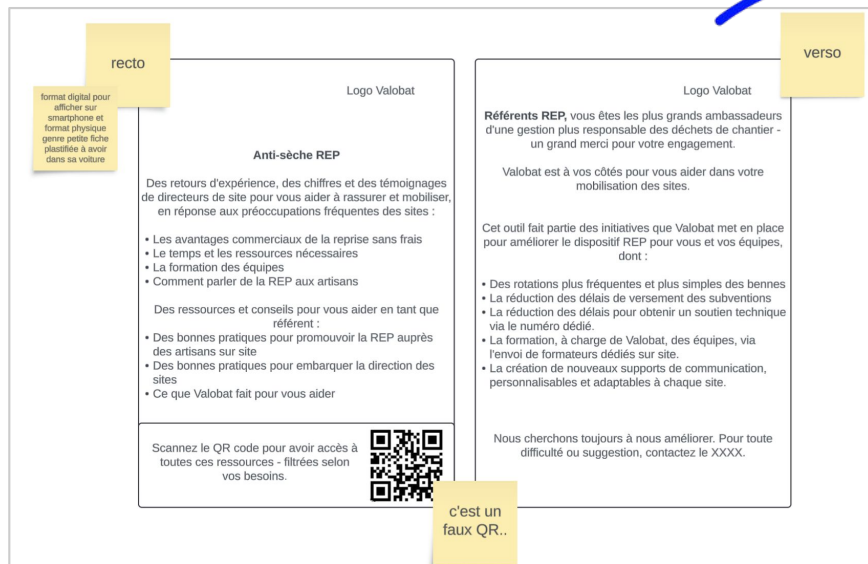 recto
format digital pour
afficher sur
smartphone et
format physique
genre petite fiche
plastifiée à avoir
dans sa voiture
Logo Valobat
Anti-sèche REP
Des retours d'expérience, des chiffres et des témoignages
de directeurs de site pour vous aider à rassurer et mobiliser,
en réponse aux préoccupations fréquentes des sites :
• Les avantages commerciaux de la reprise sans frais
• Le temps et les ressources nécessaires
• La formation des équipes
• Comment parler de la REP aux artisans
Des ressources et conseils pour vous aider en tant que
référent :
• Des bonnes pratiques pour promouvoir la REP auprès
des artisans sur site
• Des bonnes pratiques pour embarquer la direction des
sites
• Ce que Valobat fait pour vous aider
Scannez le QR code pour avoir accès à
toutes ces ressources - filtrées selon
vos besoins.
c'est un
faux QR..
verso
Logo Valobat
Référents REP, vous êtes les plus grands ambassadeurs
d'une gestion plus responsable des déchets de chantier -
un grand merci pour votre engagement.
Valobat est à vos côtés pour vous aider dans votre
mobilisation des sites.
Cet outil fait partie des initiatives que Valobat met en place
pour améliorer le dispositif REP pour vous et vos équipes,
dont :
• Des rotations plus fréquentes et plus simples des bennes
• La réduction des délais de versement des subventions
• La réduction des délais pour obtenir un soutien technique
via le numéro dédié.
• La formation, à charge de Valobat, des équipes, via
l'envoi de formateurs dédiés sur site.
• La création de nouveaux supports de communication,
personnalisables et adaptables à chaque site.
Nous cherchons toujours à nous améliorer. Pour toute
difficulté ou suggestion, contactez le XXXX.